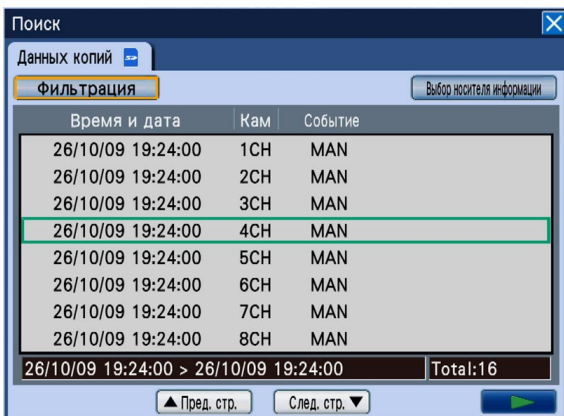 Поиск
Данных копий
Фильтрация Выбор носителя информации
Время и дата Кам Событие
26/10/09 19:24:00 1CH MAN
26/10/09 19:24:00 2CH MAN
26/10/09 19:24:00 3CH MAN
26/10/09 19:24:00 4CH MAN
26/10/09 19:24:00 5CH MAN
26/10/09 19:24:00 6CH MAN
26/10/09 19:24:00 7CH MAN
26/10/09 19:24:00 8CH MAN
26/10/09 19:24:00 > 26/10/09 19:24:00 Total:16
▲ Пред. стр. След. стр. ▼